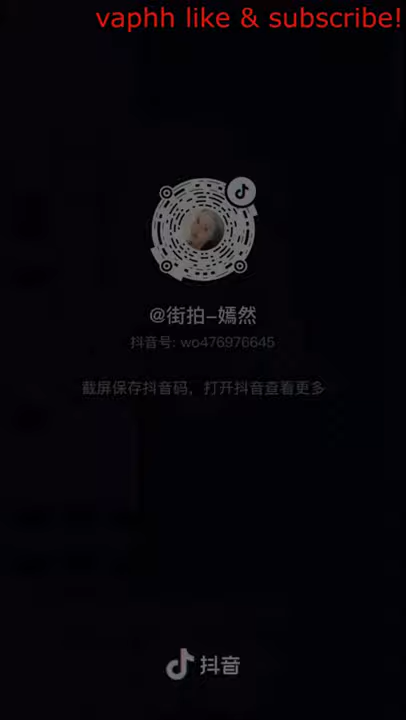 vaphh like & subscribe!
@街拍-嫣然
抖音号: wo476976645
截屏保存抖音码，打开抖音查看更多
抖音